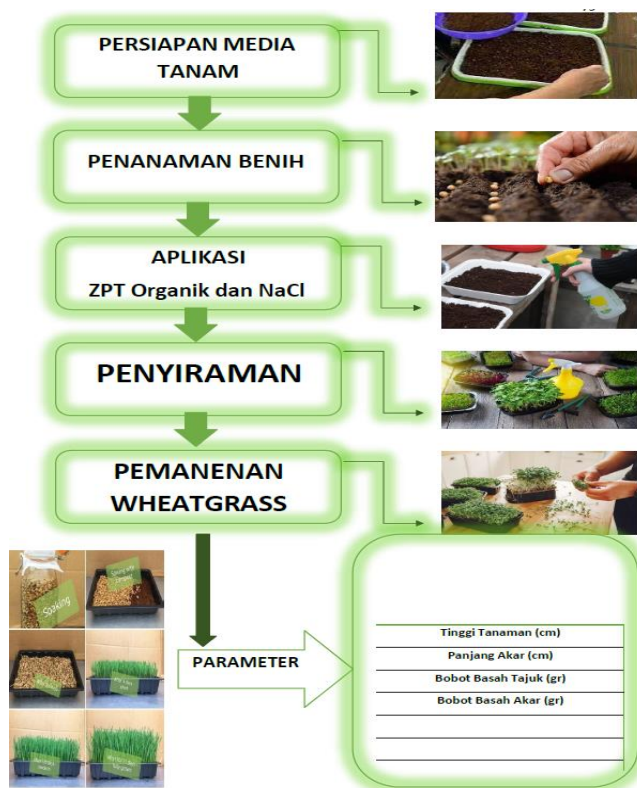 PERSIAPAN MEDIA
TANAM
PENANAMAN BENIH
APLIKASI
ZPT Organik dan NaCl
PENYIRAMAN
PEMANENAN
WHEATGRASS
Soaking
PARAMETER
Tinggi Tanaman (cm)
Panjang Akar (cm)
Bobot Basah Tajuk (gr)
Bobot Basah Akar (gr)